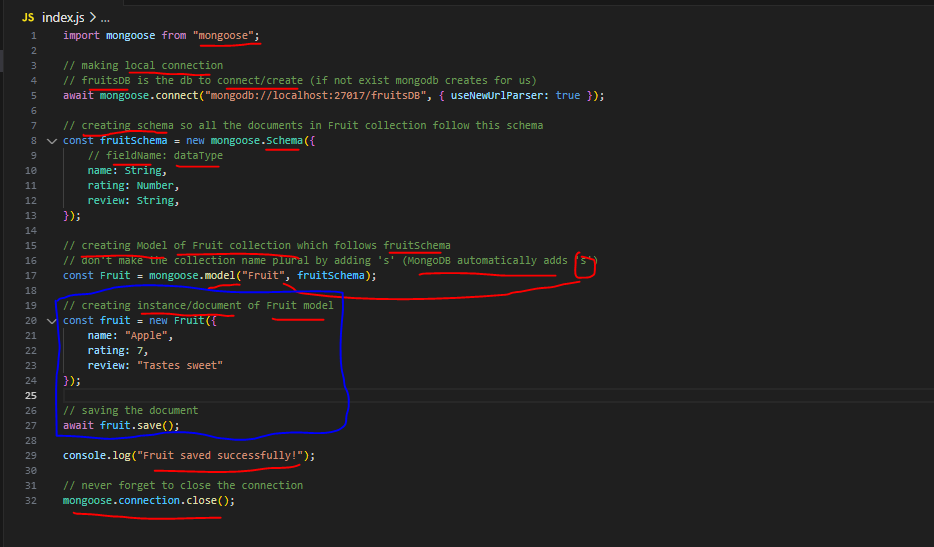 JS index.js > ...
1 import mongoose from "mongoose";
2
3 // making local connection
4 // fruitsDB is the db to connect/create (if not exist mongodb creates for us)
5 await mongoose.connect("mongodb://localhost:27017/fruitsDB", { useNewUrlParser: true });
6
7 // creating schema so all the documents in Fruit collection follow this schema
8 const fruitSchema = new mongoose.Schema({
9 // fieldName: dataType
10 name: String,
11 rating: Number,
12 review: String,
13 });
14
15 // creating Model of Fruit collection which follows fruitSchema
16 // don't make the collection name plural by adding 's' (MongoDB automatically adds 's')
17 const Fruit = mongoose.model("Fruit", fruitSchema);
18
19 // creating instance/document of Fruit model
20 const fruit = new Fruit({
21 name: "Apple",
22 rating: 7,
23 review: "Tastes sweet"
24 });
25
26 // saving the document
27 await fruit.save();
28
29 console.log("Fruit saved successfully!");
30
31 // never forget to close the connection
32 mongoose.connection.close();